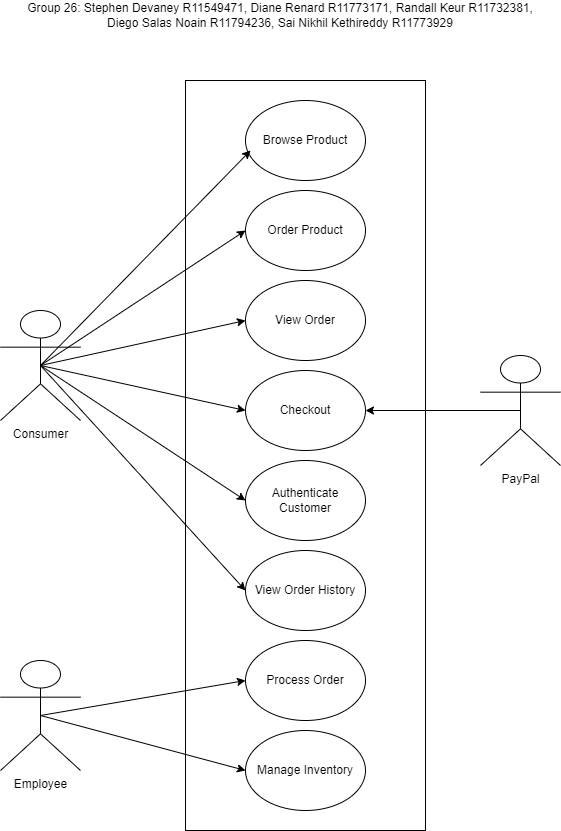 Group 26: Stephen Devaney R11549471, Diane Renard R11773171, Randall Keur R11732381,
Diego Salas Noain R11794236, Sai Nikhil Kethireddy R11773929
Browse Product
Order Product
View Order
Checkout
Consumer
PayPal
Authenticate
Customer
View Order History
Process Order
Manage Inventory
Employee